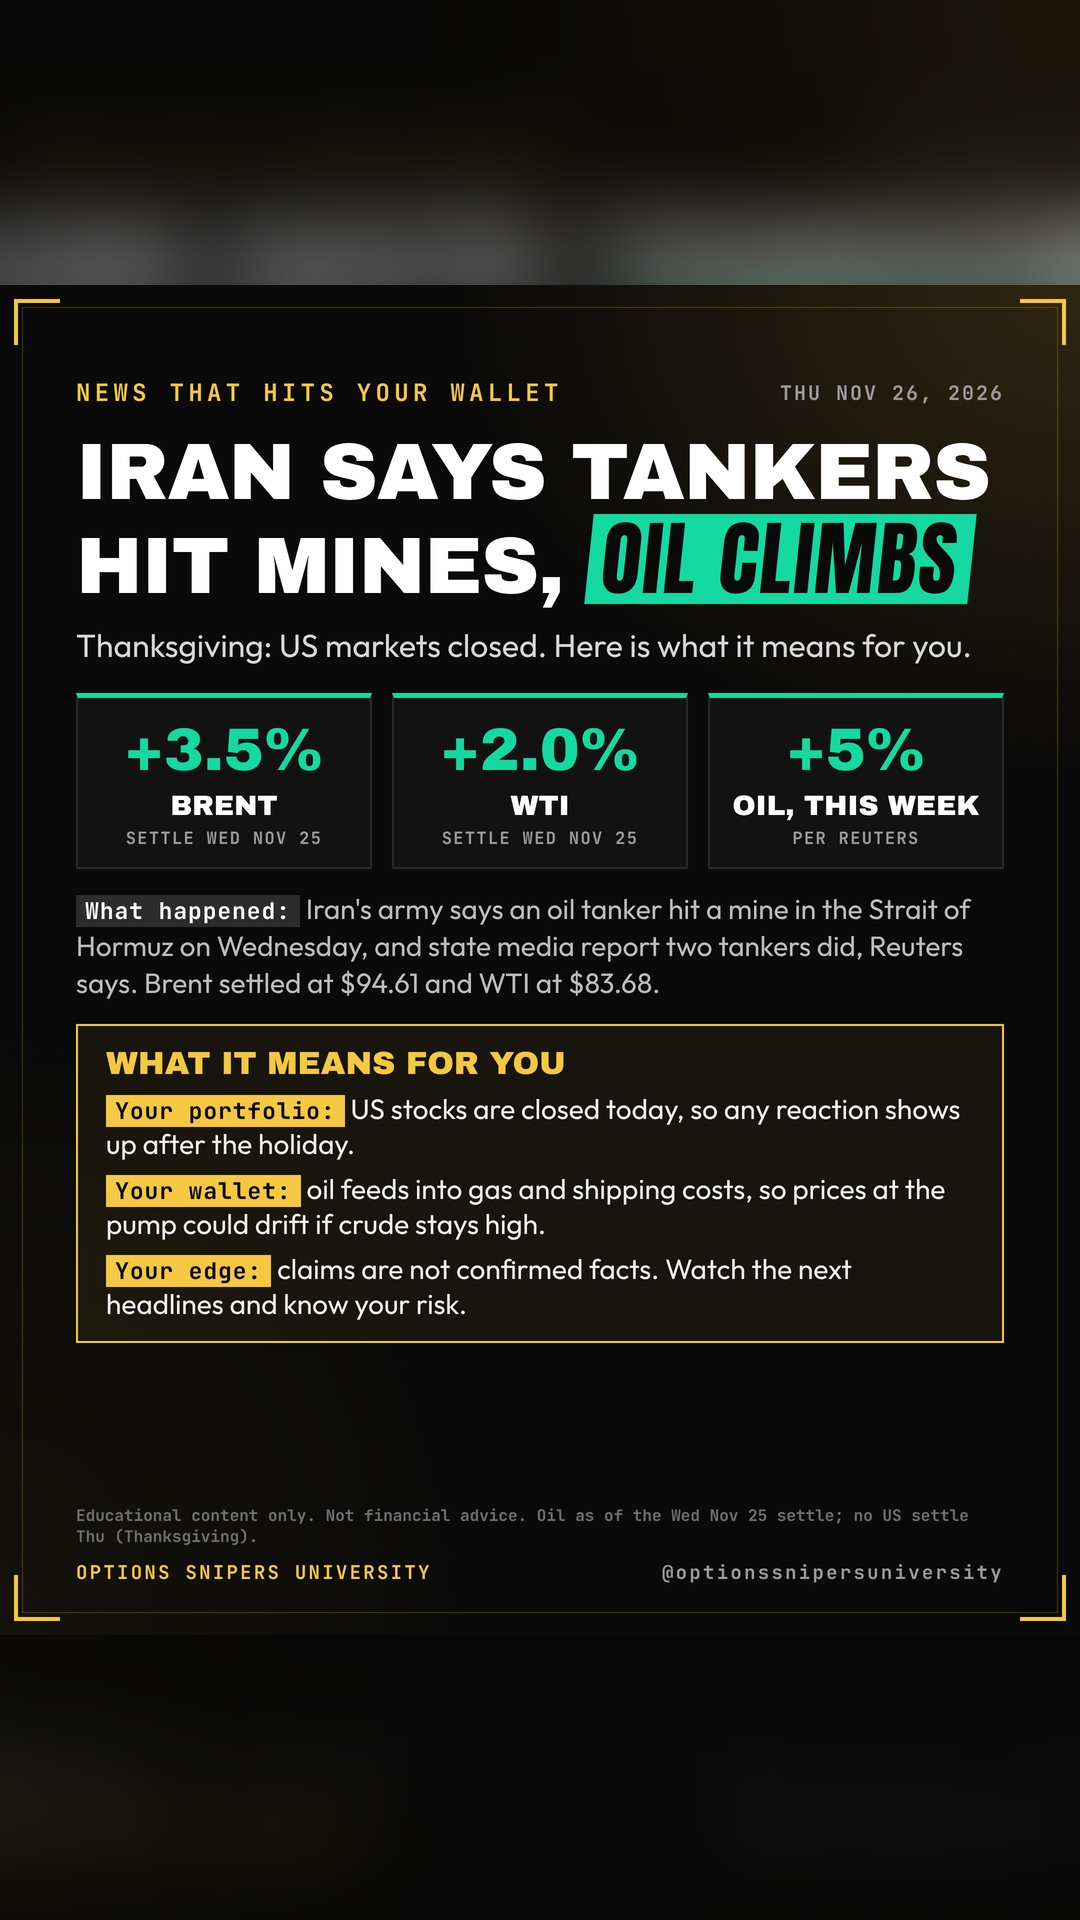 NEWS THAT HITS YOUR WALLET
THU NOV 26, 2026
IRAN SAYS TANKERS
HIT MINES, OIL CLIMBS
Thanksgiving: US markets closed. Here is what it means for you.
+3.5%
BRENT
SETTLE WED NOV 25
+2.0%
WTI
SETTLE WED NOV 25
+5%
OIL, THIS WEEK
PER REUTERS
What happened: Iran's army says an oil tanker hit a mine in the Strait of
Hormuz on Wednesday, and state media report two tankers did, Reuters
says. Brent settled at $94.61 and WTI at $83.68.
WHAT IT MEANS FOR YOU
Your portfolio: US stocks are closed today, so any reaction shows
up after the holiday.
Your wallet: oil feeds into gas and shipping costs, so prices at the
pump could drift if crude stays high.
Your edge: claims are not confirmed facts. Watch the next
headlines and know your risk.
Educational content only. Not financial advice. Oil as of the Wed Nov 25 settle; no US settle
Thu (Thanksgiving).
OPTIONS SNIPERS UNIVERSITY
@optionssnipersuniversity